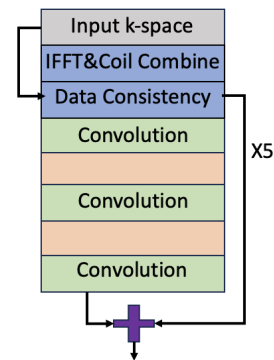 Input k-space
IFFT&Coil Combine
Data Consistency
Convolution
X5
Convolution
Convolution